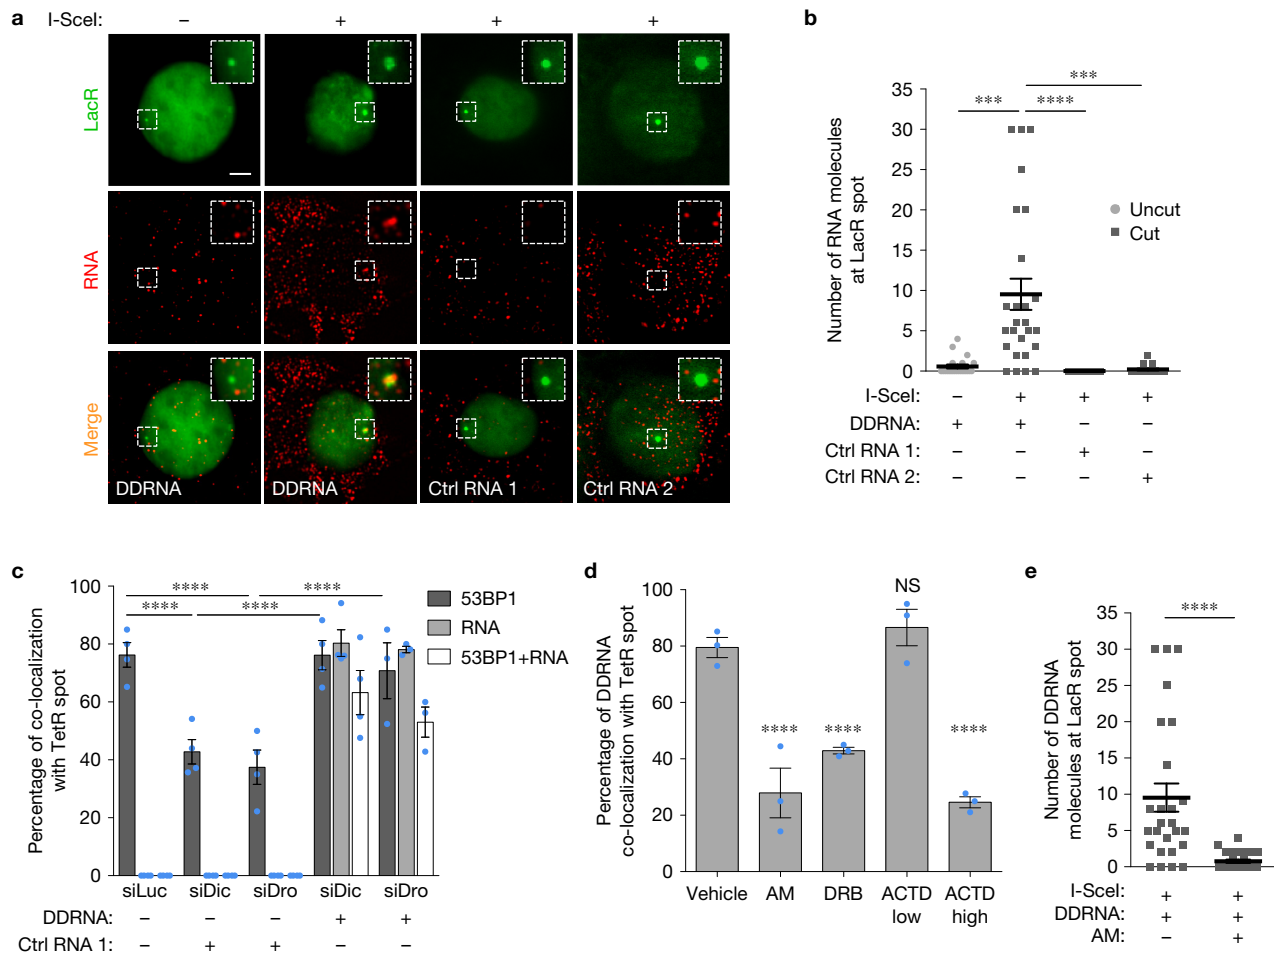 a
I-SceI: – + + +
LacR
RNA
Merge
DDRNA DDRNA Ctrl RNA 1 Ctrl RNA 2
b
*** ****
***
Number of RNA molecules
at LacR spot
35
30
25
20
15
10
5
0
Uncut
Cut
I-SceI: – + + +
DDRNA: + + – –
Ctrl RNA 1: – – + –
Ctrl RNA 2: – – – +
c
Percentage of co-localization
with TetR spot
100
80
60
40
20
0
**** ****
**** ****
53BP1
RNA
53BP1+RNA
siLuc siDic siDro siDic siDro
DDRNA: – – – + +
Ctrl RNA 1: – + + – –
d
Percentage of DDRNA
co-localization with TetR spot
100
80
60
40
20
0
NS
**** **** ****
Vehicle AM DRB ACTD ACTD
low high
e
Number of DDRNA
molecules at LacR spot
35
30
25
20
15
10
5
0
****
I-SceI: + +
DDRNA: + +
AM: – +